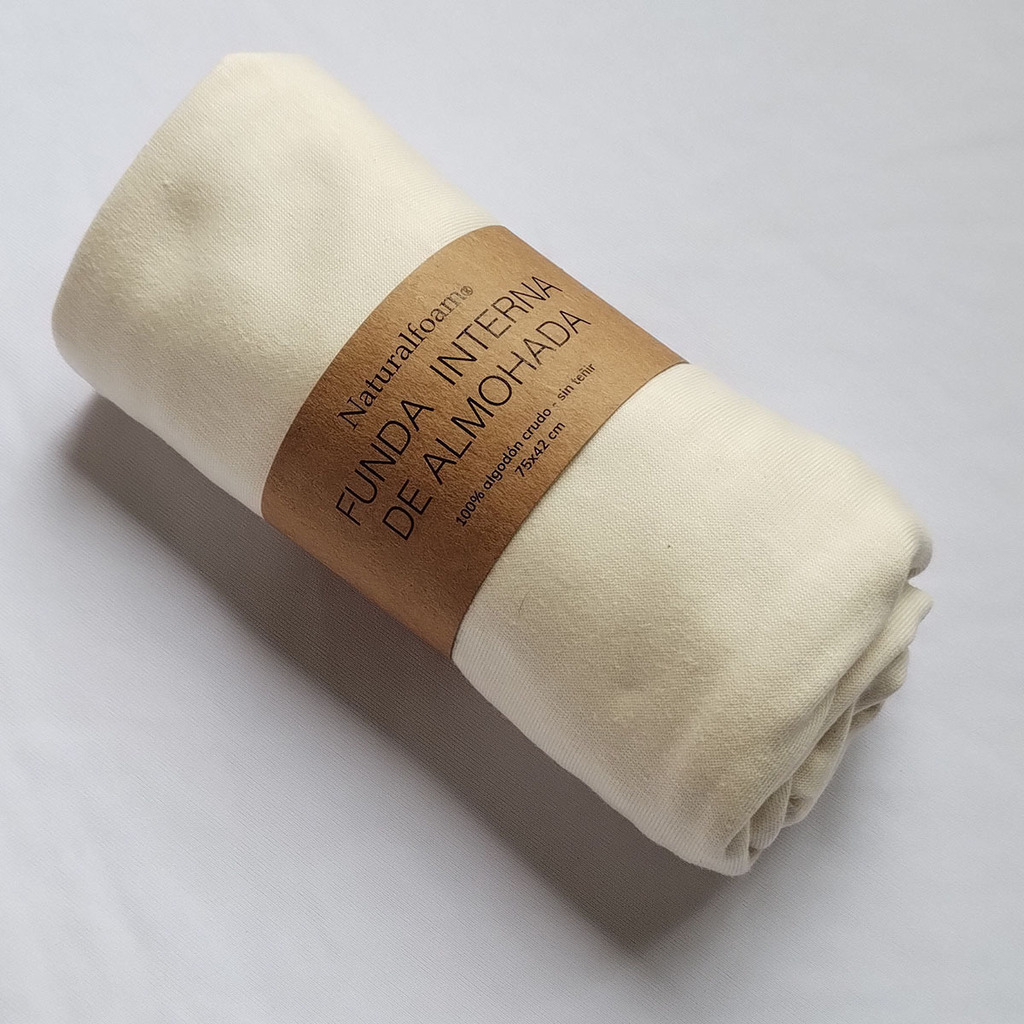 Naturalfoam®
FUNDA INTERNA
DE ALMOHADA
100% algodón crudo - sin teñir
75x42 cm